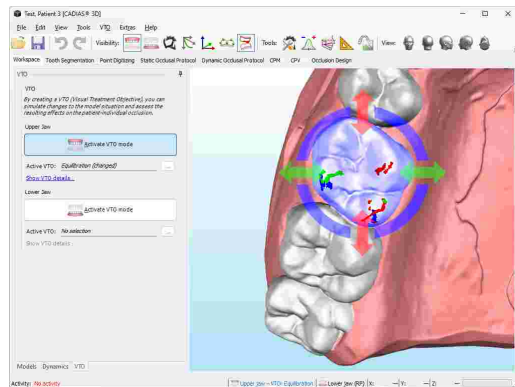 Test, Patient 3 [CADIAS® 3D]
File Edit View Tools VTO Extras Help
Visibility: Tools: View:
Workspace Tooth Segmentation Point Digitizing Static Occlusal Protocol Dynamic Occlusal Protocol CPM CPV Occlusion Design
VTO
VTO
By creating a VTO (Visual Treatment Objective), you can
simulate changes to the model situation and assess the
resulting effects on the patient-individual occlusion.
Upper Jaw
Activate VTO mode
Active VTO: Equilibration (changed) ...
Show VTO details :
Lower Jaw
Activate VTO mode
Active VTO: No selection ...
Show VTO details :
Models Dynamics VTO
Activity: No activity Upper jaw – VTO: Equilibration Lower jaw (RP) X: — Y: — Z: —